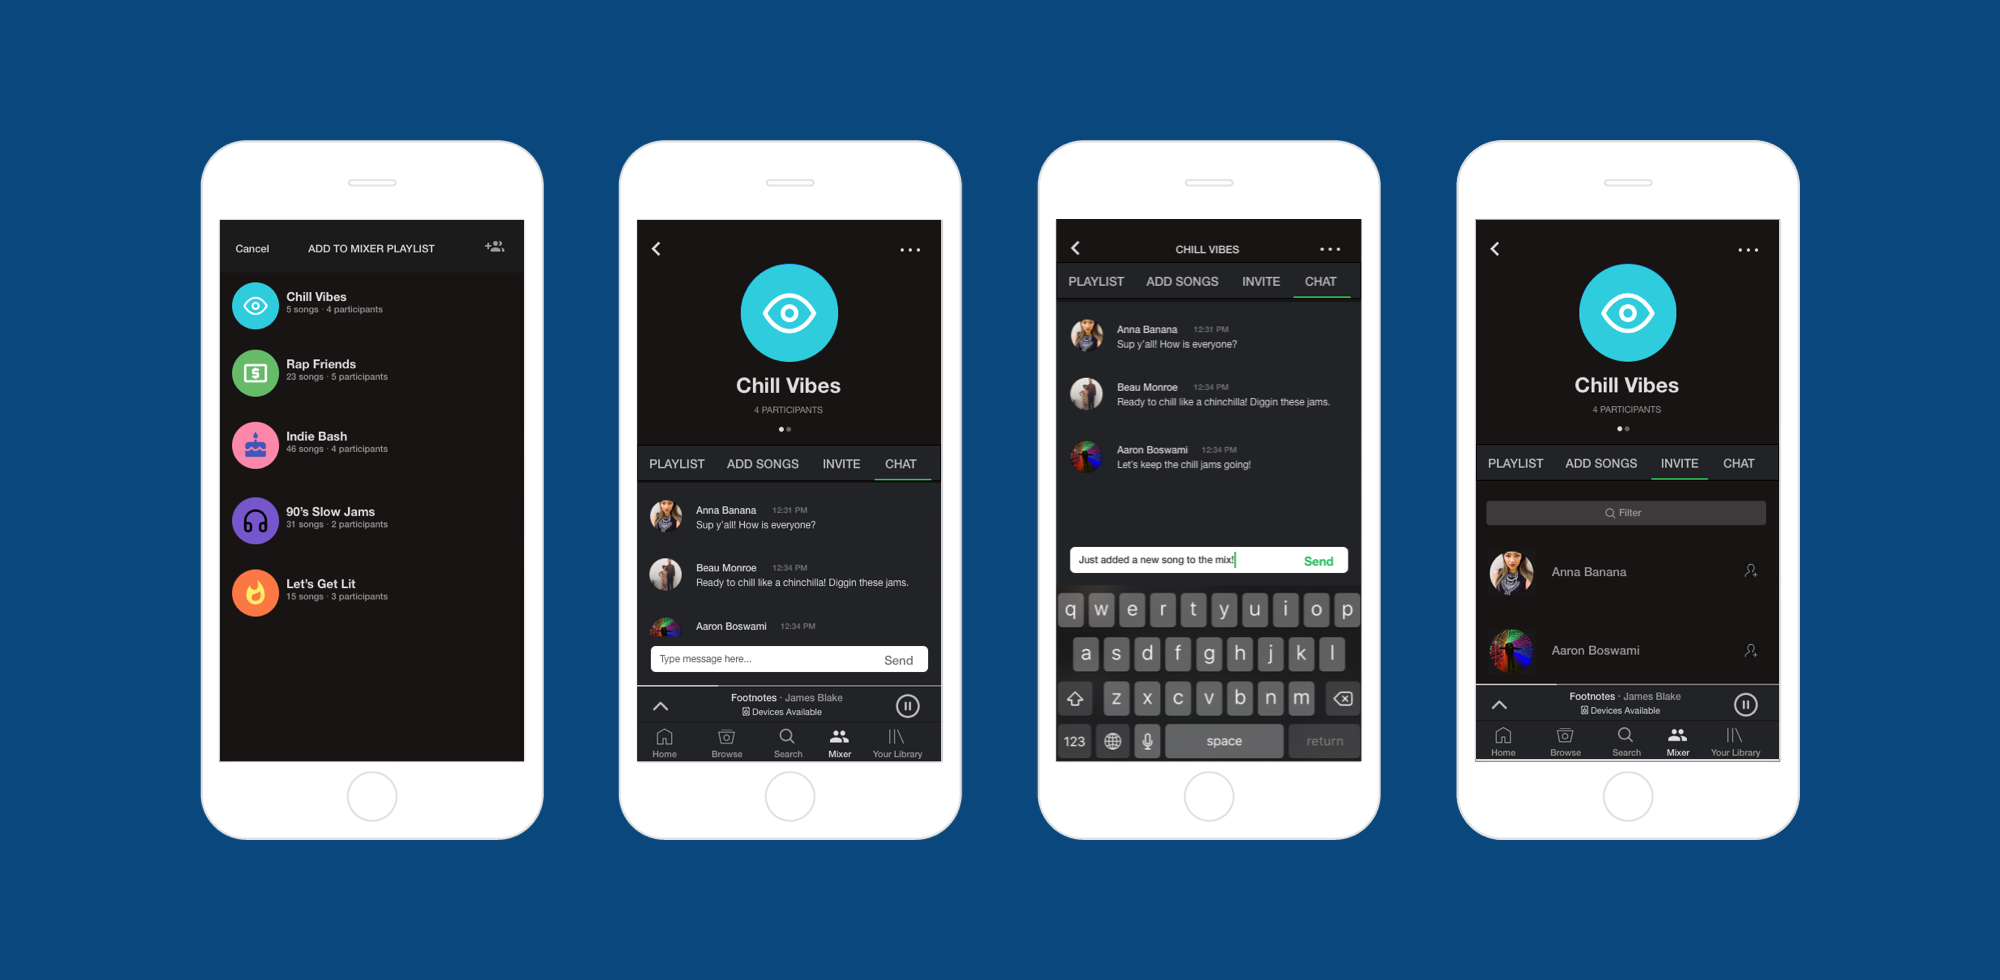 Cancel ADD TO MIXER PLAYLIST
Chill Vibes
5 songs · 4 participants
Rap Friends
23 songs · 5 participants
Indie Bash
46 songs · 4 participants
90's Slow Jams
31 songs · 2 participants
Let's Get Lit
15 songs · 3 participants
Chill Vibes
4 PARTICIPANTS
PLAYLIST ADD SONGS INVITE CHAT
Anna Banana 12:31 PM
Sup y'all! How is everyone?
Beau Monroe 12:34 PM
Ready to chill like a chinchilla! Diggin these jams.
Aaron Boswami 12:34 PM
Type message here... Send
Footnotes · James Blake
Devices Available
Home Browse Search Mixer Your Library
CHILL VIBES
PLAYLIST ADD SONGS INVITE CHAT
Anna Banana 12:31 PM
Sup y'all! How is everyone?
Beau Monroe 12:34 PM
Ready to chill like a chinchilla! Diggin these jams.
Aaron Boswami 12:34 PM
Let's keep the chill jams going!
Just added a new song to the mix! Send
q w e r t y u i o p
a s d f g h j k l
z x c v b n m
123 space return
Chill Vibes
4 PARTICIPANTS
PLAYLIST ADD SONGS INVITE CHAT
Filter
Anna Banana
Aaron Boswami
Footnotes · James Blake
Devices Available
Home Browse Search Mixer Your Library